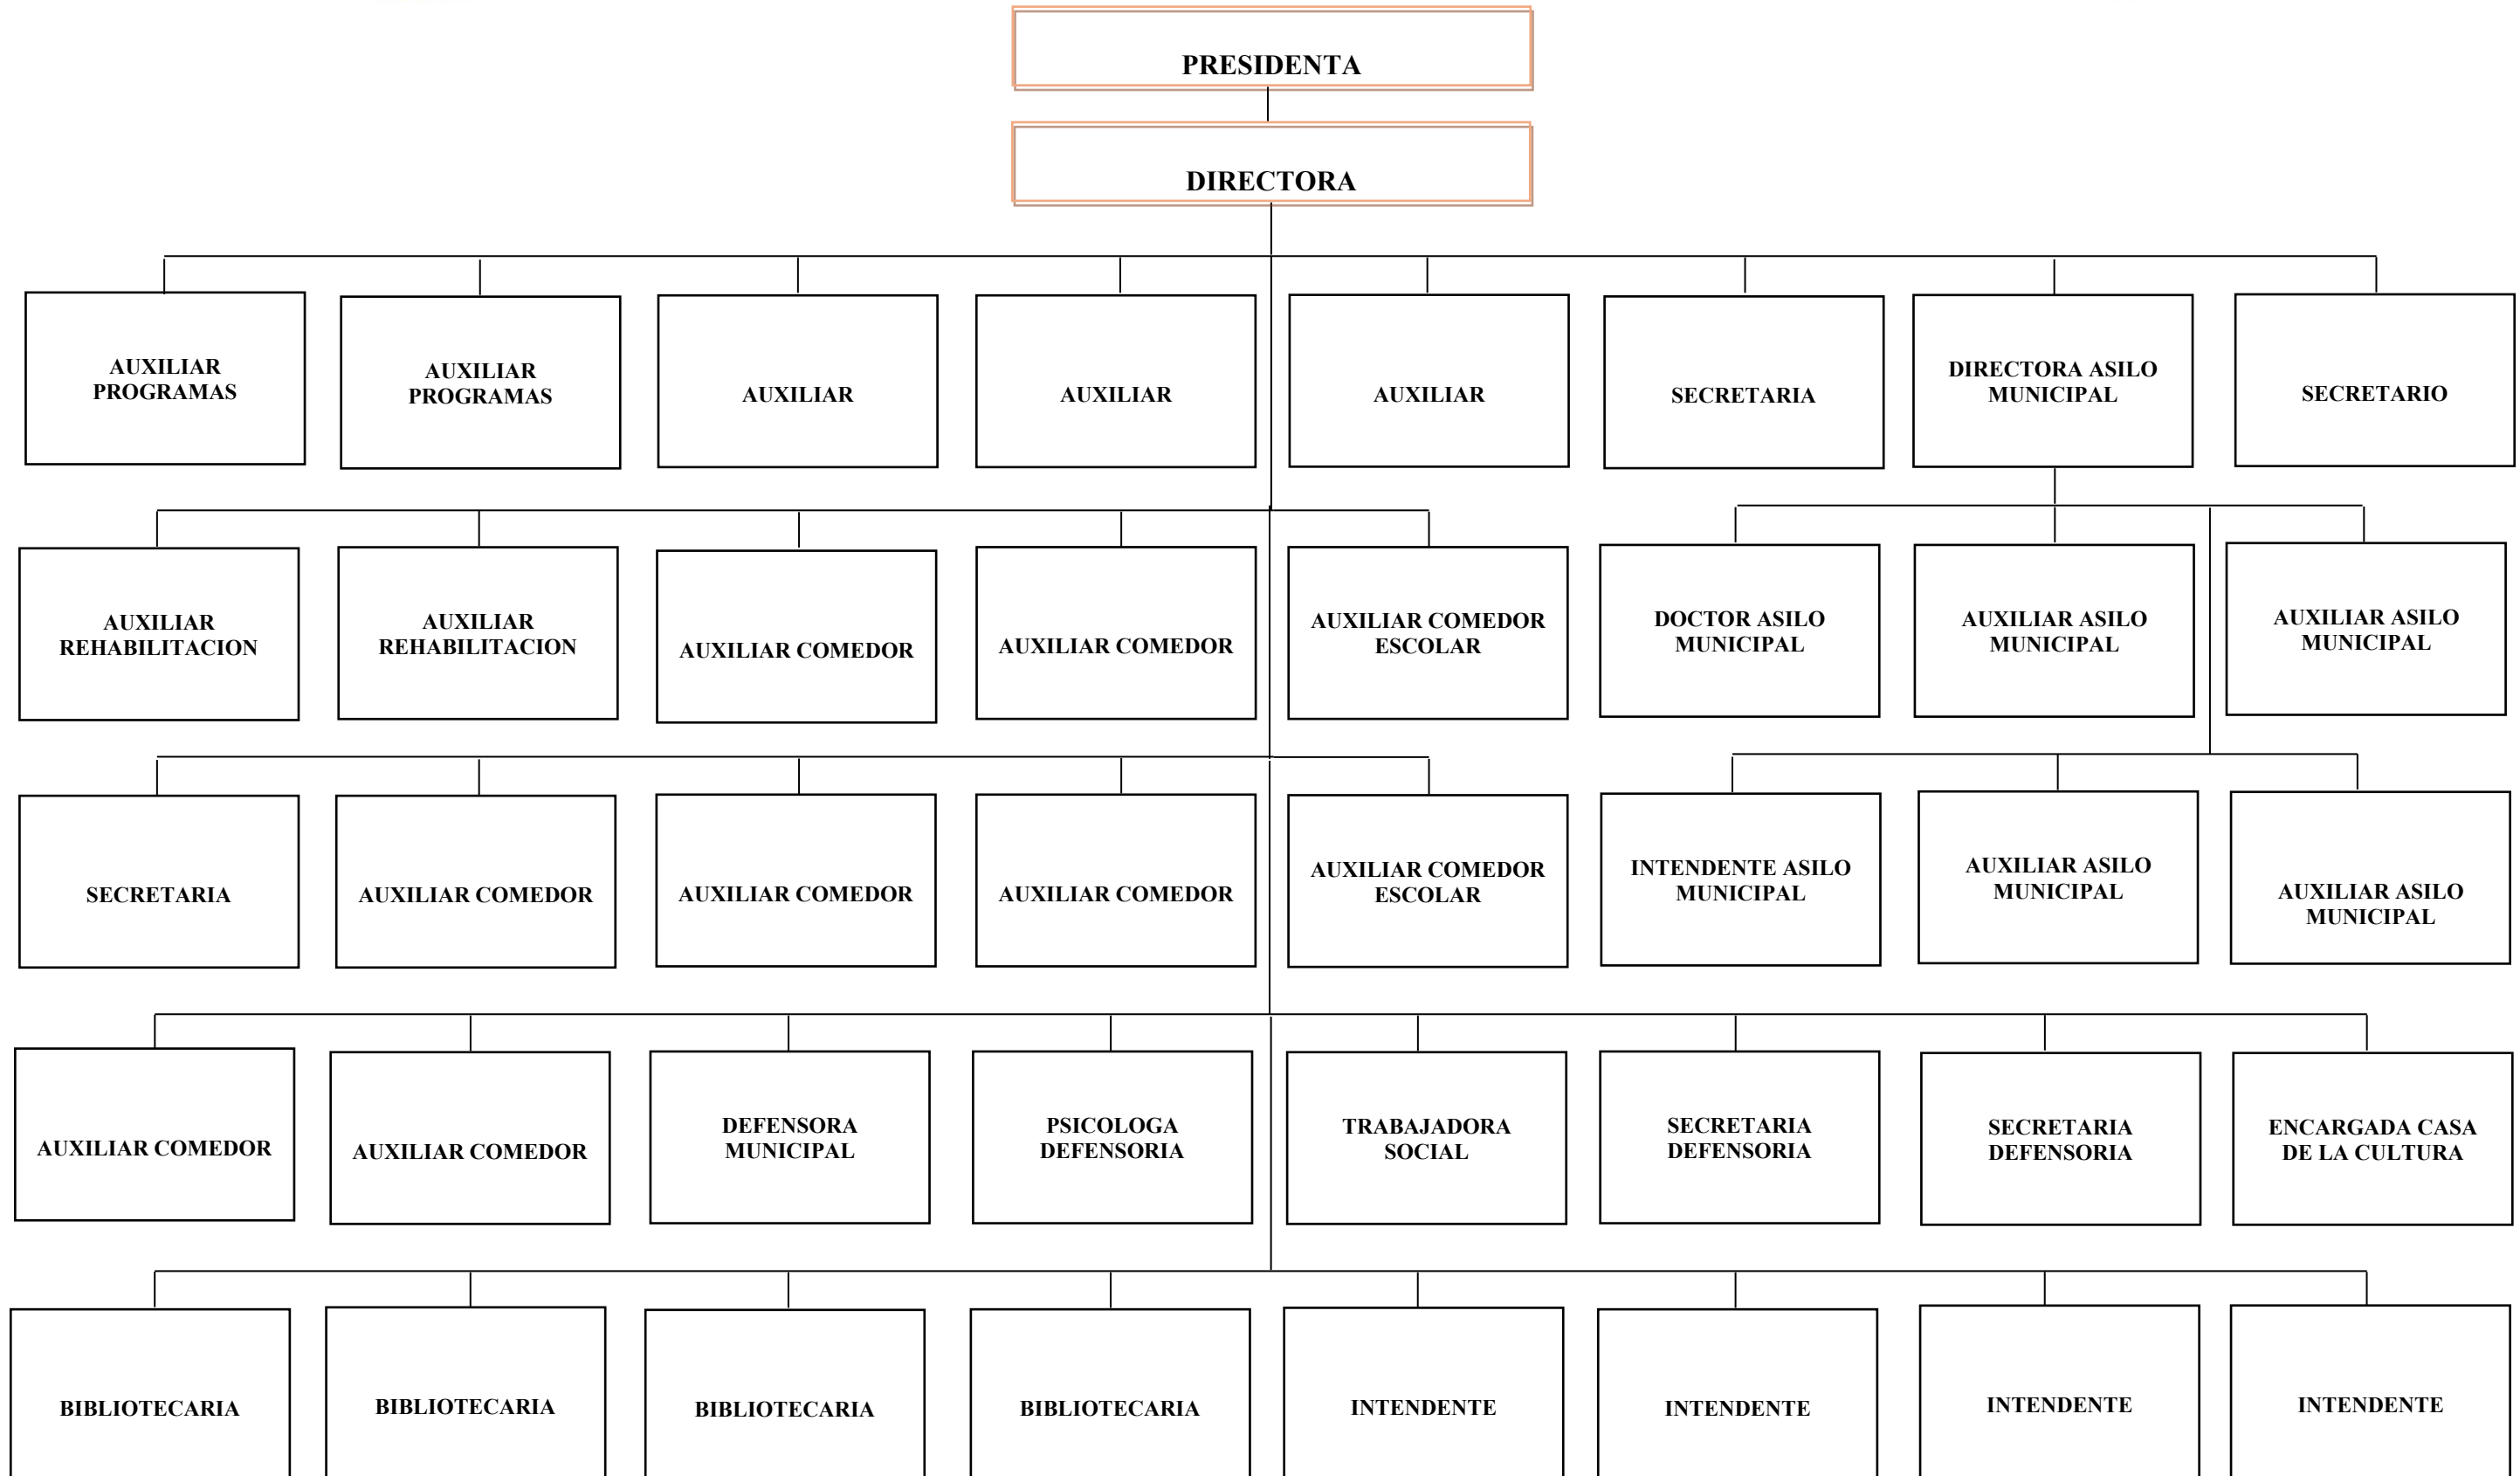 PRESIDENTA
DIRECTORA
AUXILIAR
PROGRAMAS
AUXILIAR
PROGRAMAS
AUXILIAR
AUXILIAR
AUXILIAR
SECRETARIA
DIRECTORA ASILO
MUNICIPAL
SECRETARIO
AUXILIAR
REHABILITACION
AUXILIAR
REHABILITACION
AUXILIAR COMEDOR
AUXILIAR COMEDOR
AUXILIAR COMEDOR
ESCOLAR
DOCTOR ASILO
MUNICIPAL
AUXILIAR ASILO
MUNICIPAL
AUXILIAR ASILO
MUNICIPAL
SECRETARIA
AUXILIAR COMEDOR
AUXILIAR COMEDOR
AUXILIAR COMEDOR
AUXILIAR COMEDOR
ESCOLAR
INTENDENTE ASILO
MUNICIPAL
AUXILIAR ASILO
MUNICIPAL
AUXILIAR ASILO
MUNICIPAL
AUXILIAR COMEDOR
AUXILIAR COMEDOR
DEFENSORA
MUNICIPAL
PSICOLOGA
DEFENSORIA
TRABAJADORA
SOCIAL
SECRETARIA
DEFENSORIA
SECRETARIA
DEFENSORIA
ENCARGADA CASA
DE LA CULTURA
BIBLIOTECARIA
BIBLIOTECARIA
BIBLIOTECARIA
BIBLIOTECARIA
INTENDENTE
INTENDENTE
INTENDENTE
INTENDENTE